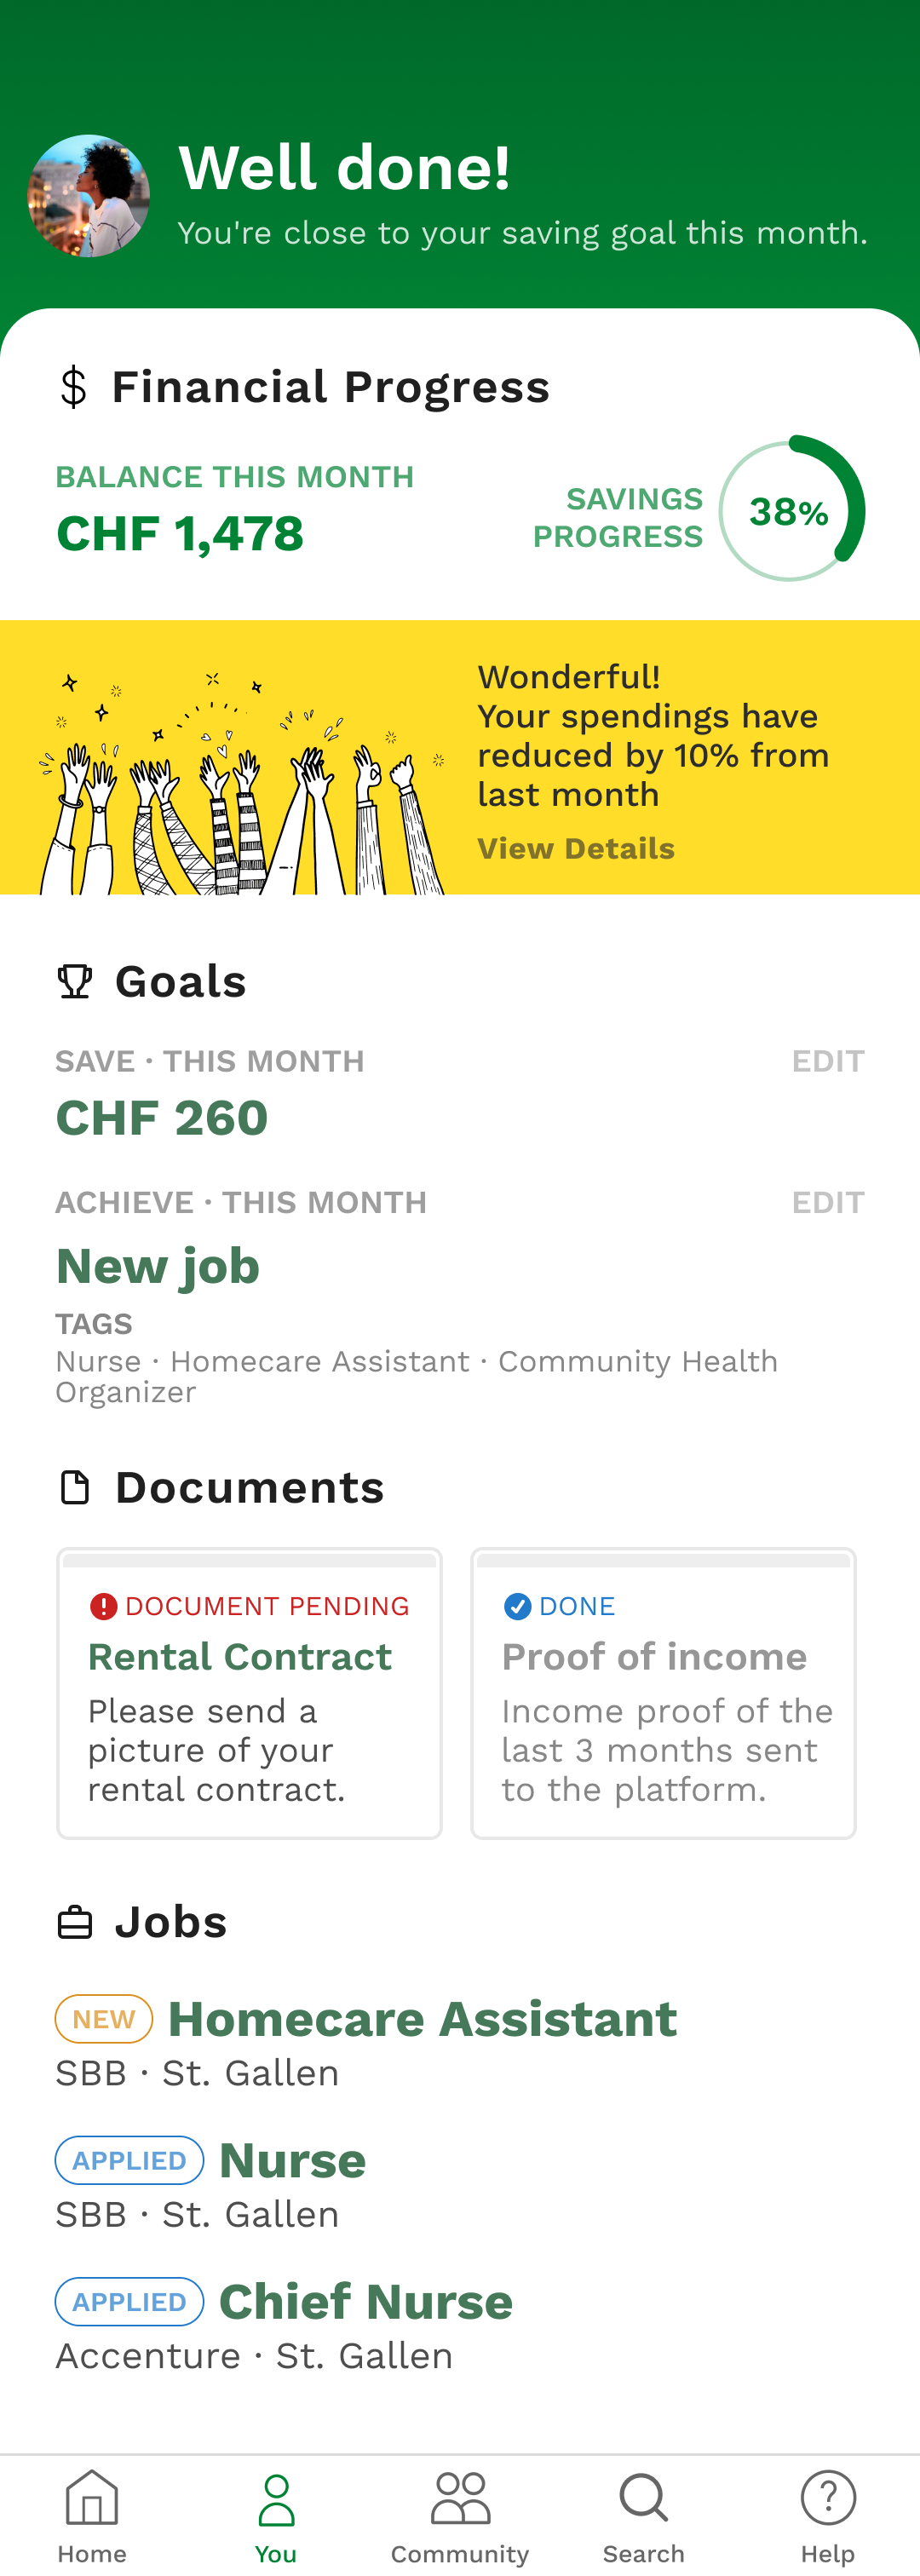 Well done!
You're close to your saving goal this month.
$ Financial Progress
BALANCE THIS MONTH
CHF 1,478
SAVINGS
PROGRESS
38%
Wonderful!
Your spendings have
reduced by 10% from
last month
View Details
Goals
SAVE · THIS MONTH
EDIT
CHF 260
ACHIEVE · THIS MONTH
EDIT
New job
TAGS
Nurse · Homecare Assistant · Community Health
Organizer
Documents
DOCUMENT PENDING
Rental Contract
Please send a
picture of your
rental contract.
DONE
Proof of income
Income proof of the
last 3 months sent
to the platform.
Jobs
NEW Homecare Assistant
SBB · St. Gallen
APPLIED Nurse
SBB · St. Gallen
APPLIED Chief Nurse
Accenture · St. Gallen
Home
You
Community
Search
Help